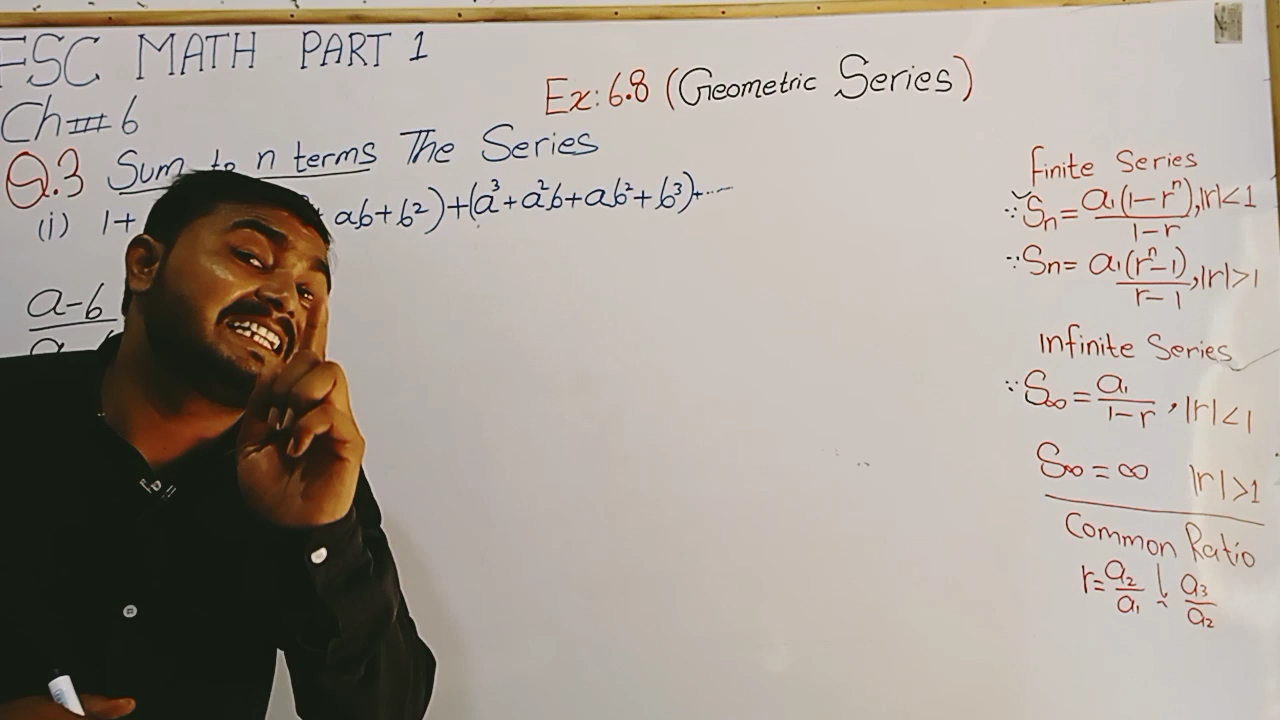 FSC MATH PART 1
Ch # 6
Ex: 6.8 (Geometric Series)
Q.3 Sum to n terms The Series
(i) 1+ ab+b²)+(a³+a²b+ab²+b³)+....
a-b
a
Finite Series
∵ Sₙ = a₁(1-rⁿ)/1-r, |r|<1
∵ Sn = a₁(rⁿ-1)/r-1, |r|>1
Infinite Series
∵ S∞ = a₁/1-r, |r|<1
S∞ = ∞ |r|>1
Common Ratio
r = a₂/a₁ a₃/a₂